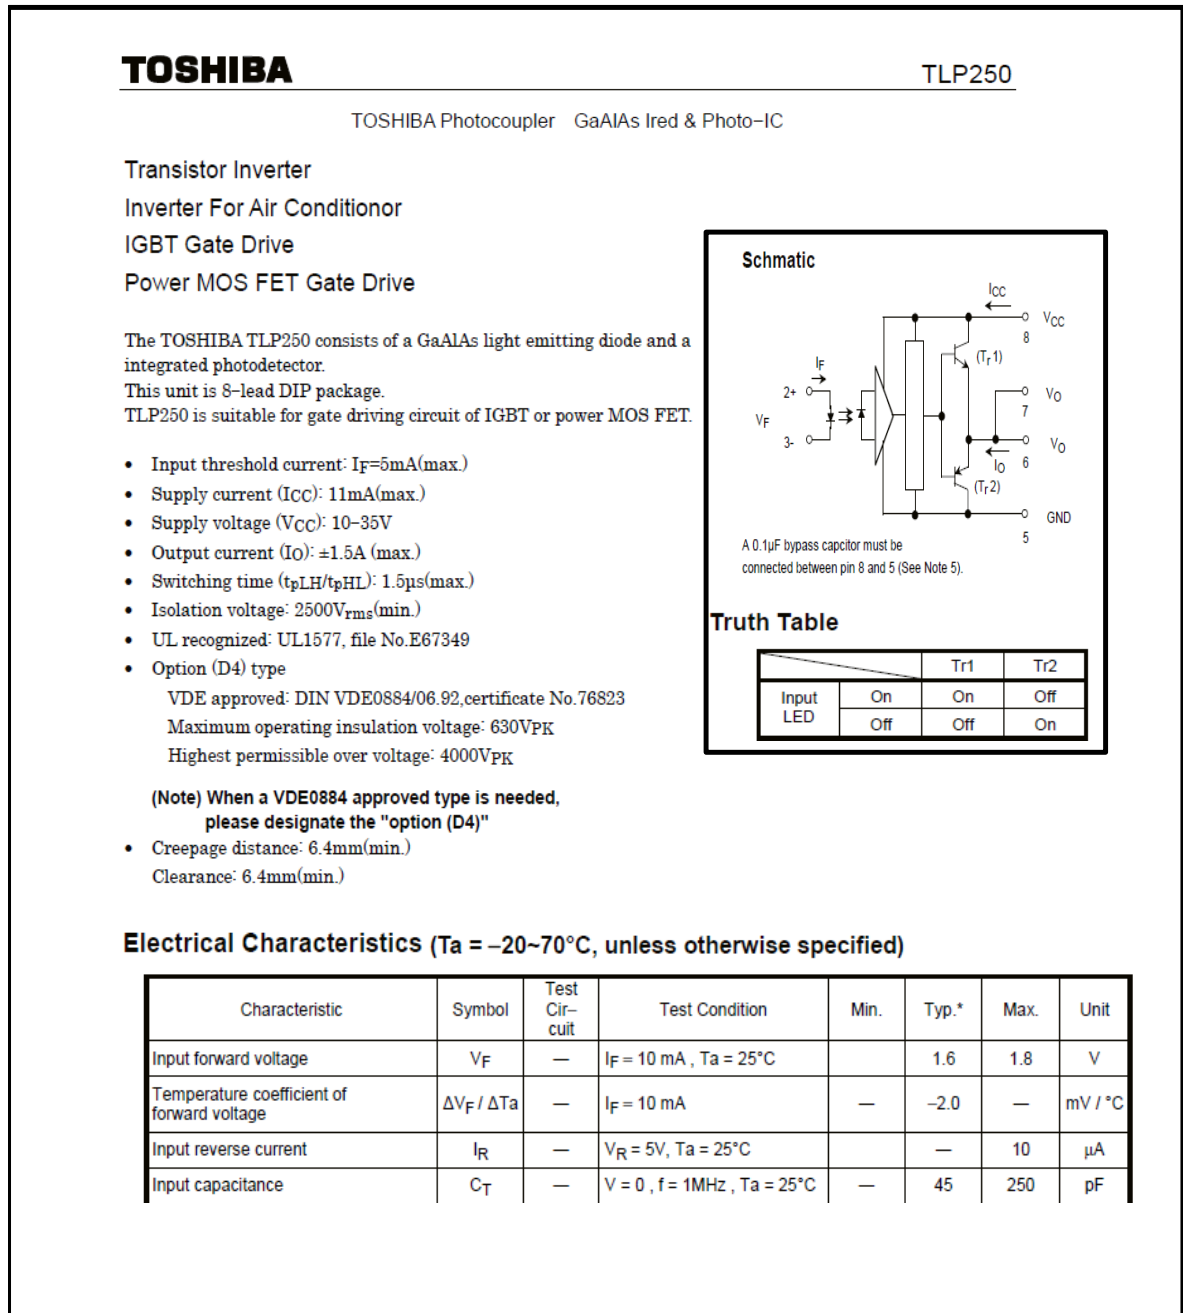 TOSHIBA
TLP250
TOSHIBA Photocoupler GaAlAs Ired & Photo−IC
Transistor Inverter
Inverter For Air Conditionor
IGBT Gate Drive
Power MOS FET Gate Drive
The TOSHIBA TLP250 consists of a GaAlAs light emitting diode and a
integrated photodetector.
This unit is 8−lead DIP package.
TLP250 is suitable for gate driving circuit of IGBT or power MOS FET.
• Input threshold current: IF=5mA(max.)
• Supply current (ICC): 11mA(max.)
• Supply voltage (VCC): 10−35V
• Output current (IO): ±1.5A (max.)
• Switching time (tpLH/tpHL): 1.5μs(max.)
• Isolation voltage: 2500Vrms(min.)
• UL recognized: UL1577, file No.E67349
• Option (D4) type
VDE approved: DIN VDE0884/06.92,certificate No.76823
Maximum operating insulation voltage: 630VPK
Highest permissible over voltage: 4000VPK
(Note) When a VDE0884 approved type is needed,
please designate the "option (D4)"
• Creepage distance: 6.4mm(min.)
Clearance: 6.4mm(min.)
Schmatic
ICC
VCC
8
(Tr 1)
IF
2+
VO
7
VF
3-
VO
IO 6
(Tr 2)
GND
5
A 0.1μF bypass capcitor must be
connected between pin 8 and 5 (See Note 5).
Truth Table
Tr1 Tr2
Input LED On On Off
Off Off On
Electrical Characteristics (Ta = −20~70°C, unless otherwise specified)
Characteristic Symbol Test Cir− cuit Test Condition Min. Typ.* Max. Unit
Input forward voltage VF — IF = 10 mA , Ta = 25°C 1.6 1.8 V
Temperature coefficient of forward voltage ΔVF / ΔTa — IF = 10 mA — −2.0 — mV / °C
Input reverse current IR — VR = 5V, Ta = 25°C — 10 μA
Input capacitance CT — V = 0 , f = 1MHz , Ta = 25°C — 45 250 pF